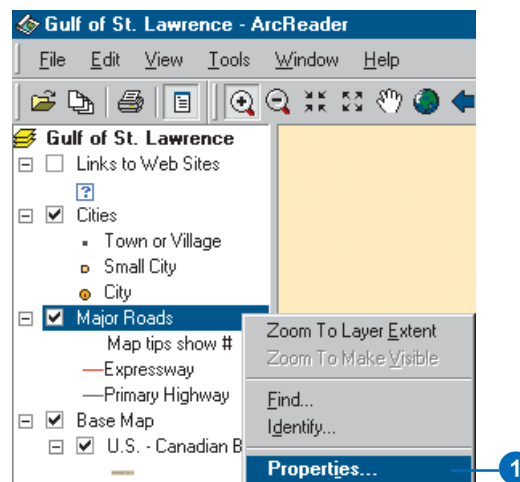 Gulf of St. Lawrence - ArcReader
File Edit View Tools Window Help
Gulf of St. Lawrence
Links to Web Sites
?
Cities
Town or Village
Small City
City
Major Roads
Map tips show #
Expressway
Primary Highway
Base Map
U.S. - Canadian B
Zoom To Layer Extent
Zoom To Make Visible
Find...
Identify...
Properties...
1